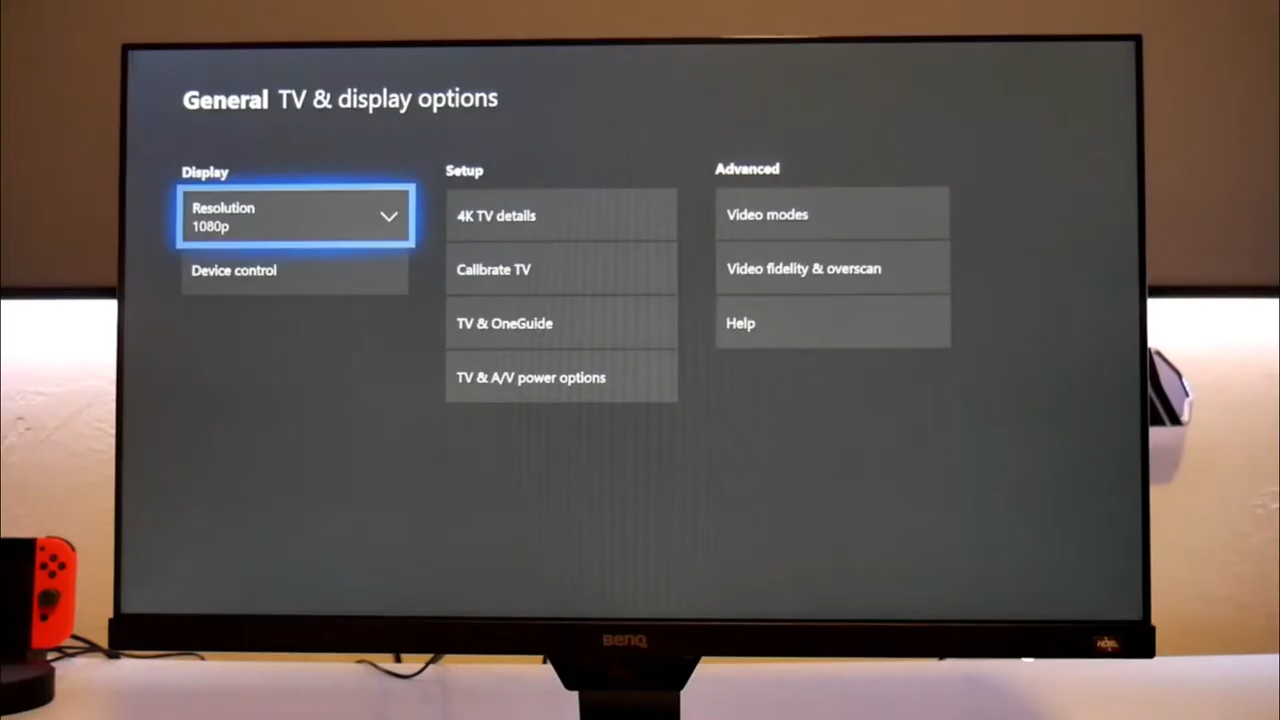 General TV & display options
Display
Resolution
1080p
Device control
Setup
4K TV details
Calibrate TV
TV & OneGuide
TV & A/V power options
Advanced
Video modes
Video fidelity & overscan
Help
BenQ